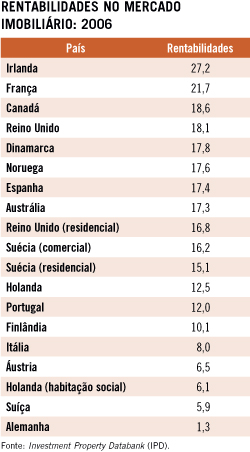 RENTABILIDADES NO MERCADO
IMOBILIÁRIO: 2006
País Rentabilidades
Irlanda 27,2
França 21,7
Canadá 18,6
Reino Unido 18,1
Dinamarca 17,8
Noruega 17,6
Espanha 17,4
Austrália 17,3
Reino Unido (residencial) 16,8
Suécia (comercial) 16,2
Suécia (residencial) 15,1
Holanda 12,5
Portugal 12,0
Finlândia 10,1
Itália 8,0
Áustria 6,5
Holanda (habitação social) 6,1
Suíça 5,9
Alemanha 1,3
Fonte: Investment Property Databank (IPD).